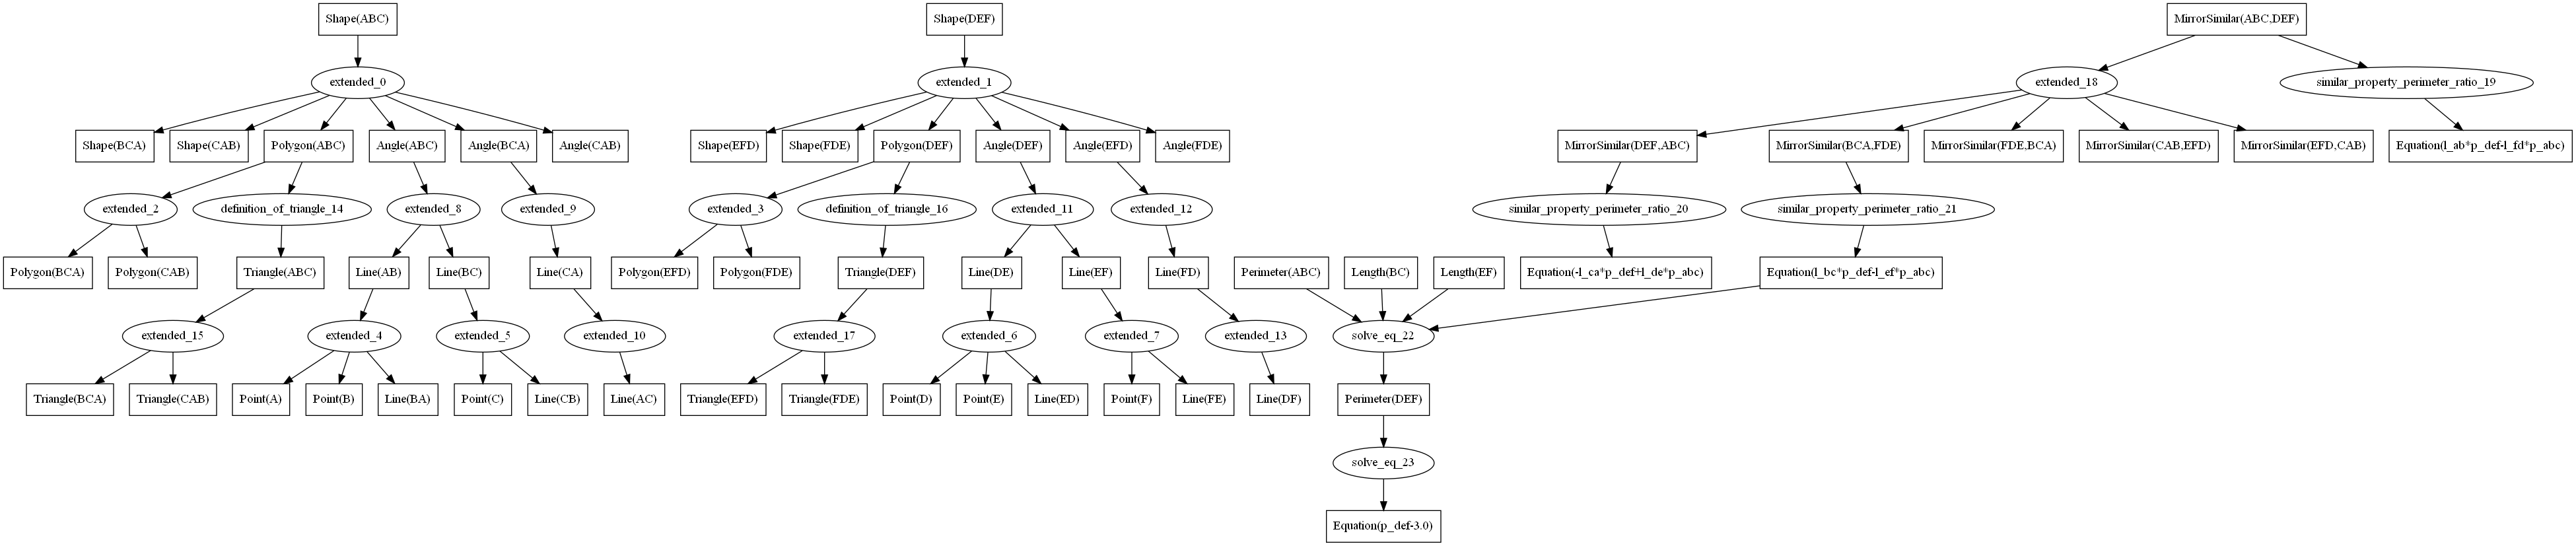 Shape(ABC)
Shape(DEF)
MirrorSimilar(ABC,DEF)
extended_0
extended_1
extended_18
similar_property_perimeter_ratio_19
Shape(BCA)
Shape(CAB)
Polygon(ABC)
Angle(ABC)
Angle(BCA)
Angle(CAB)
Shape(EFD)
Shape(FDE)
Polygon(DEF)
Angle(DEF)
Angle(EFD)
Angle(FDE)
MirrorSimilar(DEF,ABC)
MirrorSimilar(BCA,FDE)
MirrorSimilar(FDE,BCA)
MirrorSimilar(CAB,EFD)
MirrorSimilar(EFD,CAB)
Equation(l_ab*p_def-l_fd*p_abc)
extended_2
definition_of_triangle_14
extended_8
extended_9
extended_3
definition_of_triangle_16
extended_11
extended_12
similar_property_perimeter_ratio_20
similar_property_perimeter_ratio_21
Polygon(BCA)
Polygon(CAB)
Triangle(ABC)
Line(AB)
Line(BC)
Line(CA)
Polygon(EFD)
Polygon(FDE)
Triangle(DEF)
Line(DE)
Line(EF)
Line(FD)
Perimeter(ABC)
Length(BC)
Length(EF)
Equation(-l_ca*p_def+l_de*p_abc)
Equation(l_bc*p_def-l_ef*p_abc)
extended_15
extended_4
extended_5
extended_10
extended_17
extended_6
extended_7
extended_13
solve_eq_22
Triangle(BCA)
Triangle(CAB)
Point(A)
Point(B)
Line(BA)
Point(C)
Line(CB)
Line(AC)
Triangle(EFD)
Triangle(FDE)
Point(D)
Point(E)
Line(ED)
Point(F)
Line(FE)
Line(DF)
Perimeter(DEF)
solve_eq_23
Equation(p_def-3.0)